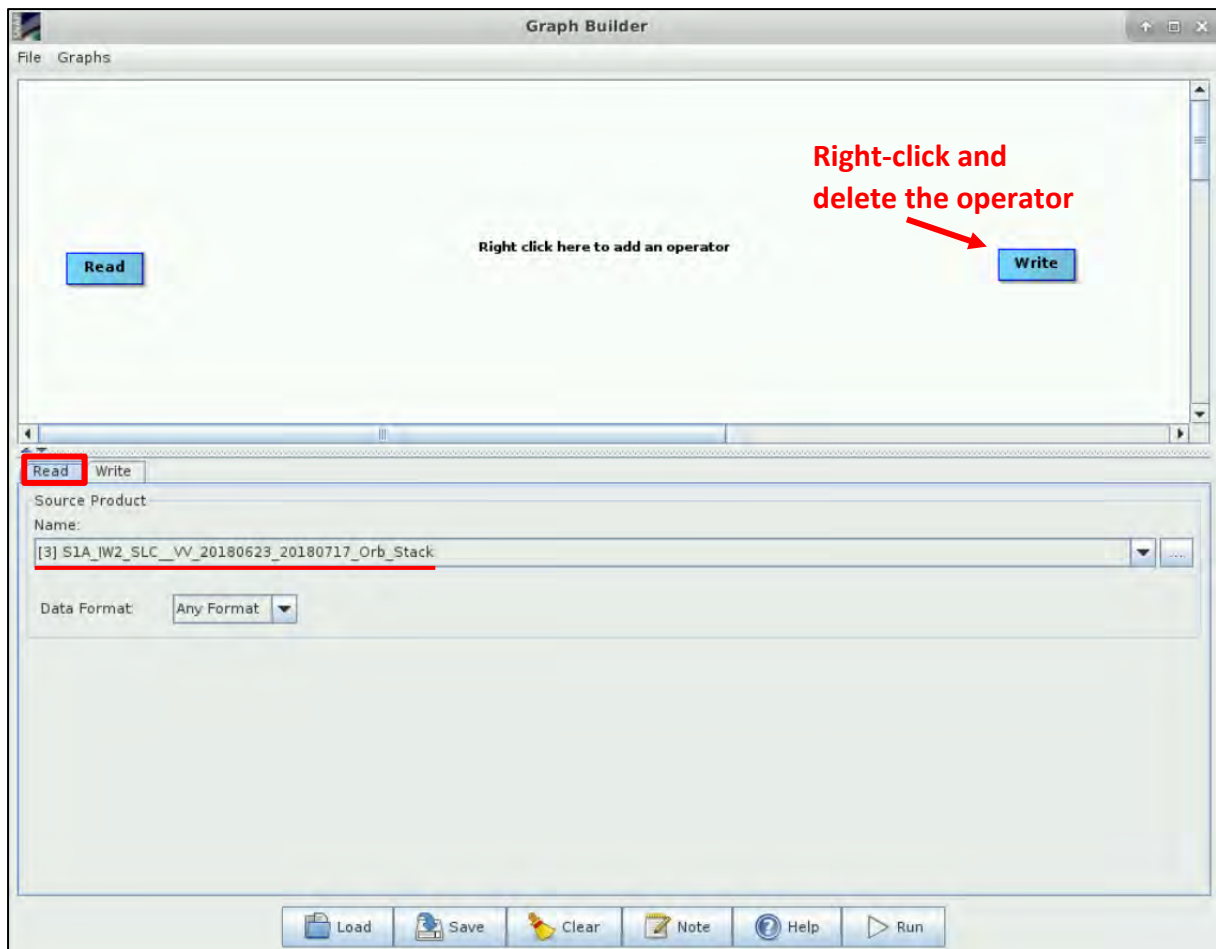 Graph Builder
File Graphs
Right-click and
delete the operator
Right click here to add an operator
Read
Write
Read Write
Source Product
Name:
[3] S1A_IW2_SLC__VV_20180623_20180717_Orb_Stack
...
Data Format: Any Format
Load Save Clear Note Help Run